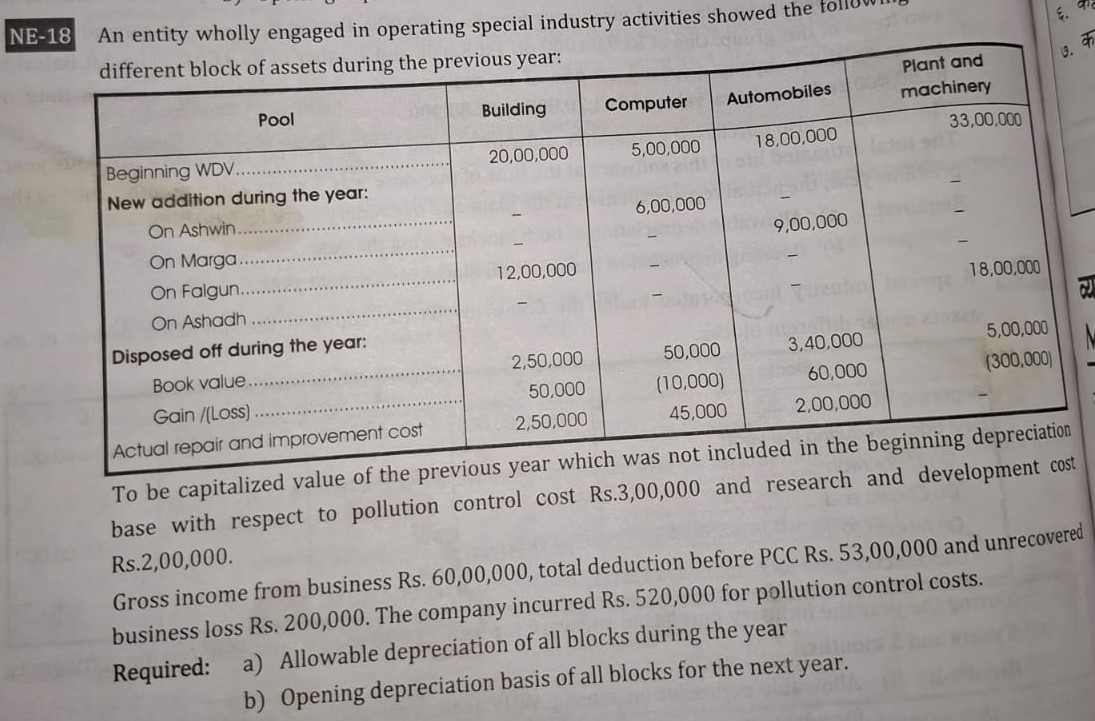 NE-18 An entity wholly engaged in operating special industry activities showed the
different block of assets during the previous year:
Pool Building Computer Automobiles Plant and machinery
Beginning WDV 20,00,000 5,00,000 18,00,000 33,00,000
New addition during the year:
On Ashwin – 6,00,000 – –
On Marga – – 9,00,000 –
On Falgun 12,00,000 – – –
On Ashadh – – – 18,00,000
Disposed off during the year:
Book value 2,50,000 50,000 3,40,000 5,00,000
Gain /(Loss) 50,000 (10,000) 60,000 (300,000)
Actual repair and improvement cost 2,50,000 45,000 2,00,000 –
To be capitalized value of the previous year which was not included in the beginning depreciation
base with respect to pollution control cost Rs.3,00,000 and research and development cost
Rs.2,00,000.
Gross income from business Rs. 60,00,000, total deduction before PCC Rs. 53,00,000 and unrecovered
business loss Rs. 200,000. The company incurred Rs. 520,000 for pollution control costs.
Required: a) Allowable depreciation of all blocks during the year
b) Opening depreciation basis of all blocks for the next year.